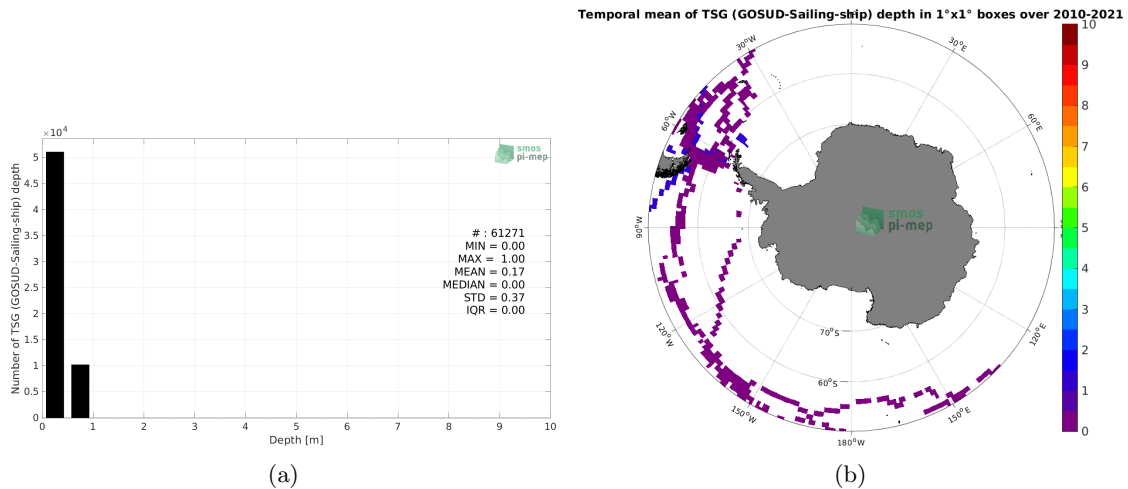 Temporal mean of TSG (GOSUD-Sailing-ship) depth in 1°x1° boxes over 2010-2021
×10⁴
5
4.5
4
3.5
3
2.5
2
1.5
1
0.5
0
Number of TSG (GOSUD-Sailing-ship) depth
smos
pi-mep
# : 61271
MIN = 0.00
MAX = 1.00
MEAN = 0.17
MEDIAN = 0.00
STD = 0.37
IQR = 0.00
0 1 2 3 4 5 6 7 8 9 10
Depth [m]
(a)
30°W
30°E
60°W
60°E
90°W
120°W
120°E
150°W
150°E
180°W
70°S
60°S
smos
pi-mep
10
9
8
7
6
5
4
3
2
1
0
(b)